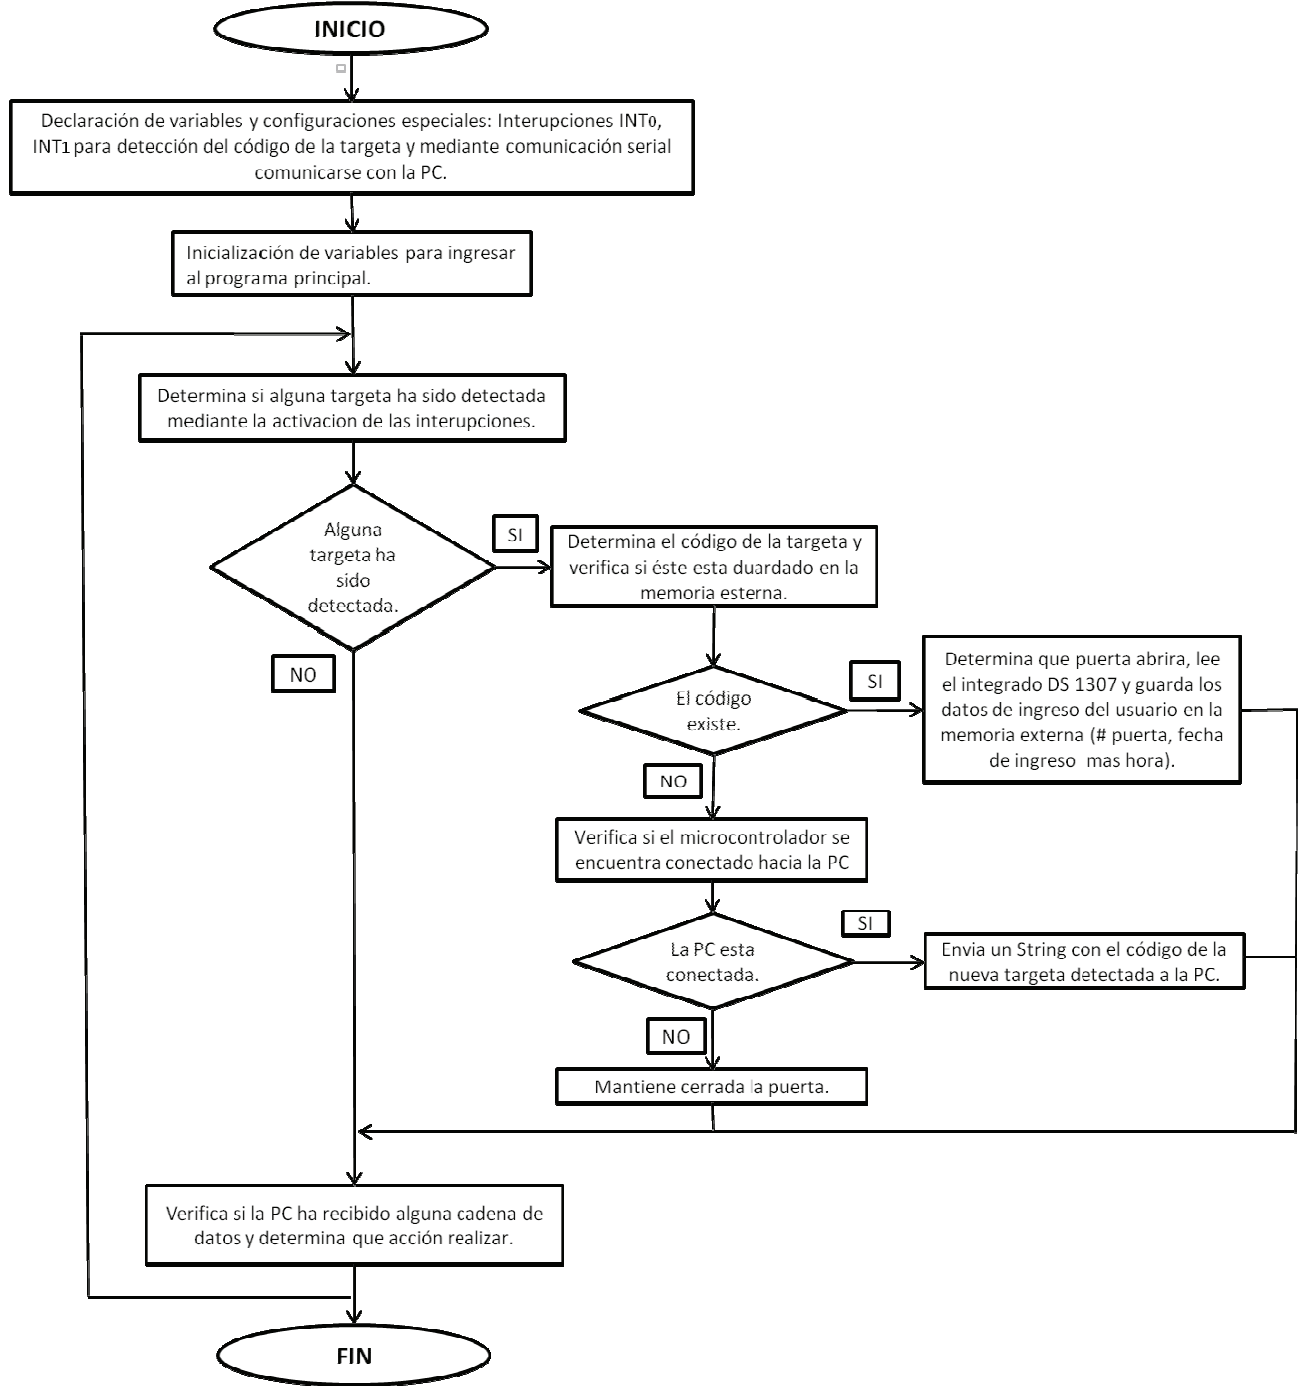 INICIO
Declaración de variables y configuraciones especiales: Interupciones INT0,
INT1 para detección del código de la targeta y mediante comunicación serial
comunicarse con la PC.
Inicialización de variables para ingresar
al programa principal.
Determina si alguna targeta ha sido detectada
mediante la activacion de las interupciones.
Alguna
targeta ha
sido
detectada.
SI
NO
Determina el código de la targeta y
verifica si éste esta duardado en la
memoria esterna.
El código
existe.
SI
NO
Determina que puerta abrira, lee
el integrado DS 1307 y guarda los
datos de ingreso del usuario en la
memoria externa (# puerta, fecha
de ingreso mas hora).
Verifica si el microcontrolador se
encuentra conectado hacia la PC
La PC esta
conectada.
SI
NO
Envia un String con el código de la
nueva targeta detectada a la PC.
Mantiene cerrada la puerta.
Verifica si la PC ha recibido alguna cadena de
datos y determina que acción realizar.
FIN